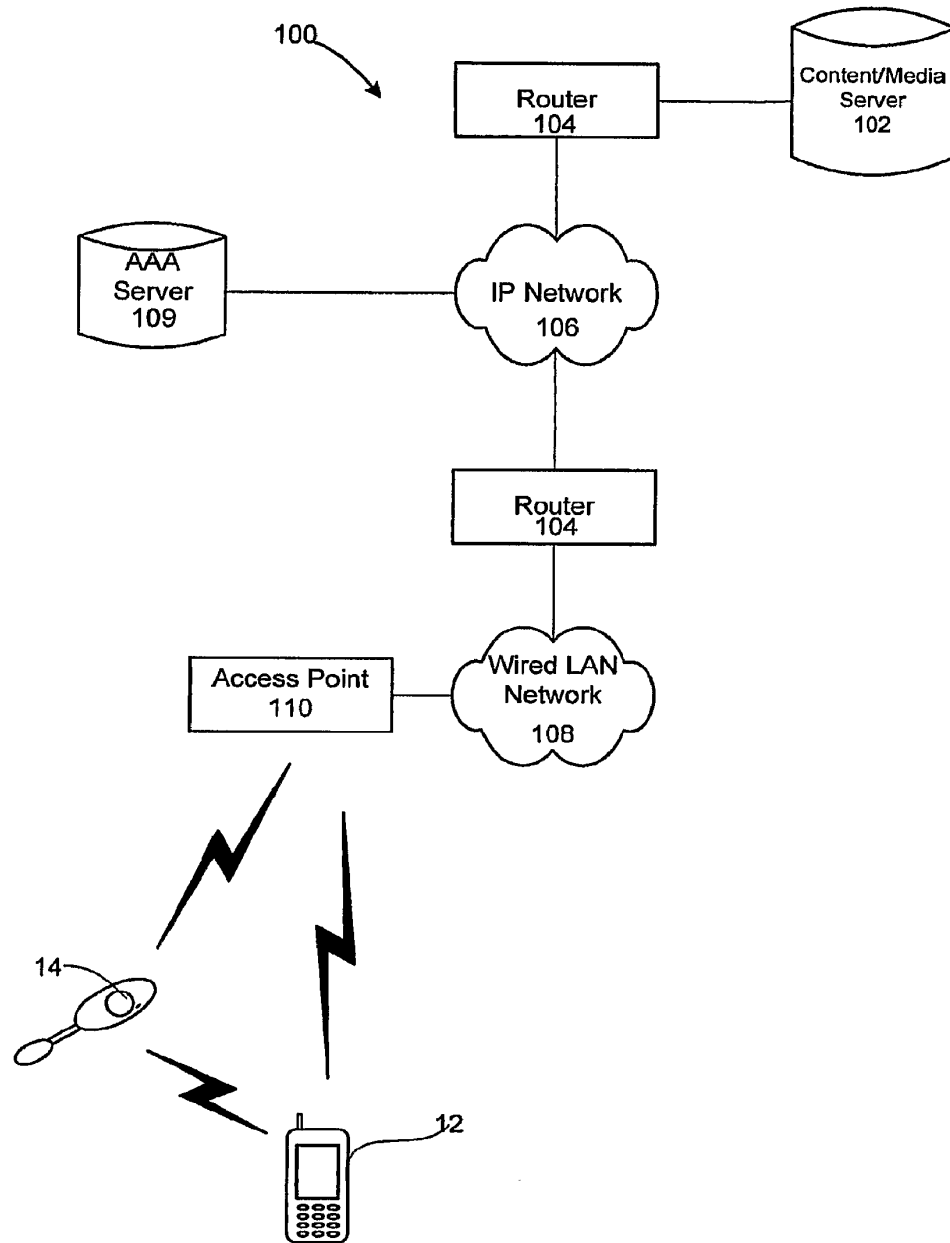 100
Router
104
Content/Media
Server
102
AAA
Server
109
IP Network
106
Router
104
Access Point
110
Wired LAN
Network
108
14
12